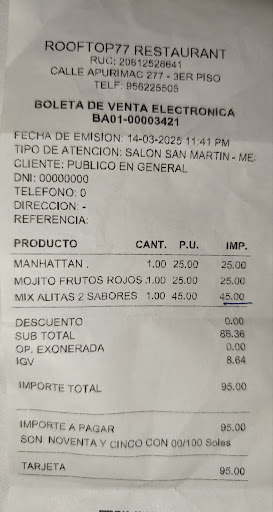 ROOFTOP77 RESTAURANT
RUC: 20612528641
CALLE APURIMAC 277 - 3ER PISO
TELF: 956225505
BOLETA DE VENTA ELECTRONICA
BA01-00003421
FECHA DE EMISION: 14-03-2025 11:41 PM
TIPO DE ATENCION: SALON SAN MARTIN - ME
CLIENTE: PUBLICO EN GENERAL
DNI: 00000000
TELEFONO: 0
DIRECCION: -
REFERENCIA:
PRODUCTO CANT. P.U. IMP.
MANHATTAN . 1.00 25.00 25.00
MOJITO FRUTOS ROJOS .1.00 25.00 25.00
MIX ALITAS 2 SABORES 1.00 45.00 45.00
DESCUENTO 0.00
SUB TOTAL 86.36
OP. EXONERADA 0.00
IGV 8.64
IMPORTE TOTAL 95.00
IMPORTE A PAGAR 95.00
SON: NOVENTA Y CINCO CON 00/100 Soles
TARJETA 95.00